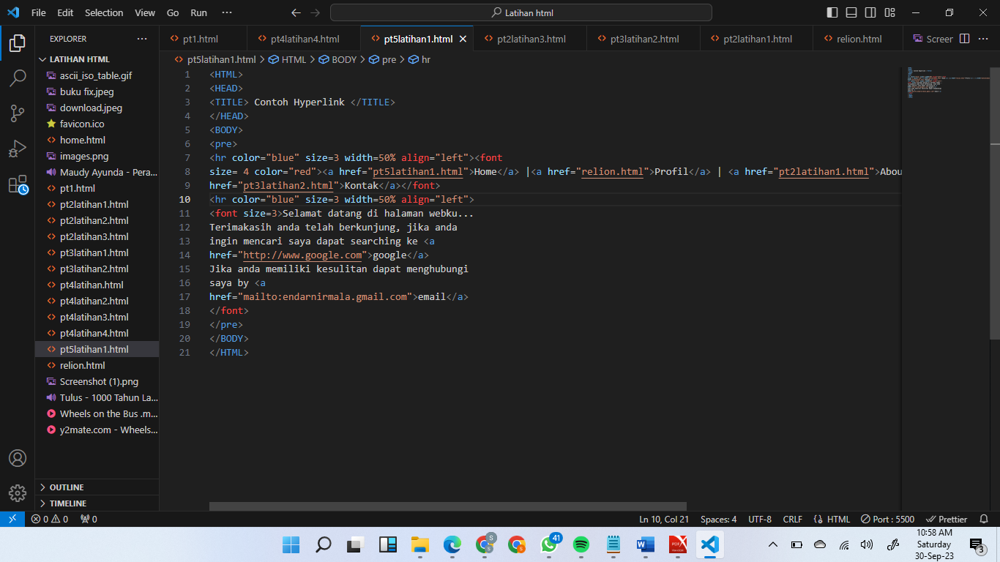 File Edit Selection View Go Run ··· Latihan html
EXPLORER ···
LATIHAN HTML
ascii_iso_table.gif
buku fix.jpeg
download.jpeg
favicon.ico
home.html
images.png
Maudy Ayunda - Pera...
pt1.html
pt2latihan1.html
pt2latihan2.html
pt2latihan3.html
pt3latihan1.html
pt3latihan2.html
pt4latihan.html
pt4latihan2.html
pt4latihan3.html
pt4latihan4.html
pt5latihan1.html
relion.html
Screenshot (1).png
Tulus - 1000 Tahun La...
Wheels on the Bus .m...
y2mate.com - Wheels...
OUTLINE
TIMELINE
pt1.html pt4latihan4.html pt5latihan1.html pt2latihan3.html pt3latihan2.html pt2latihan1.html relion.html Screer
pt5latihan1.html > HTML > BODY > pre > hr
1 <HTML>
2 <HEAD>
3 <TITLE> Contoh Hyperlink </TITLE>
4 </HEAD>
5 <BODY>
6 <pre>
7 <hr color="blue" size=3 width=50% align="left"><font
8 size= 4 color="red"><a href="pt5latihan1.html">Home</a> |<a href="relion.html">Profil</a> | <a href="pt2latihan1.html">Abou
9 href="pt3latihan2.html">Kontak</a></font>
10 <hr color="blue" size=3 width=50% align="left">
11 <font size=3>Selamat datang di halaman webku...
12 Terimakasih anda telah berkunjung, jika anda
13 ingin mencari saya dapat searching ke <a
14 href="http://www.google.com">google</a>
15 Jika anda memiliki kesulitan dapat menghubungi
16 saya by <a
17 href="mailto:endarnirmala.gmail.com">email</a>
18 </font>
19 </pre>
20 </BODY>
21 </HTML>
0 0 0 Ln 10, Col 21 Spaces: 4 UTF-8 CRLF HTML Port : 5500 Prettier
S 41 W PDF
10:58 AM
Saturday
30-Sep-23
3